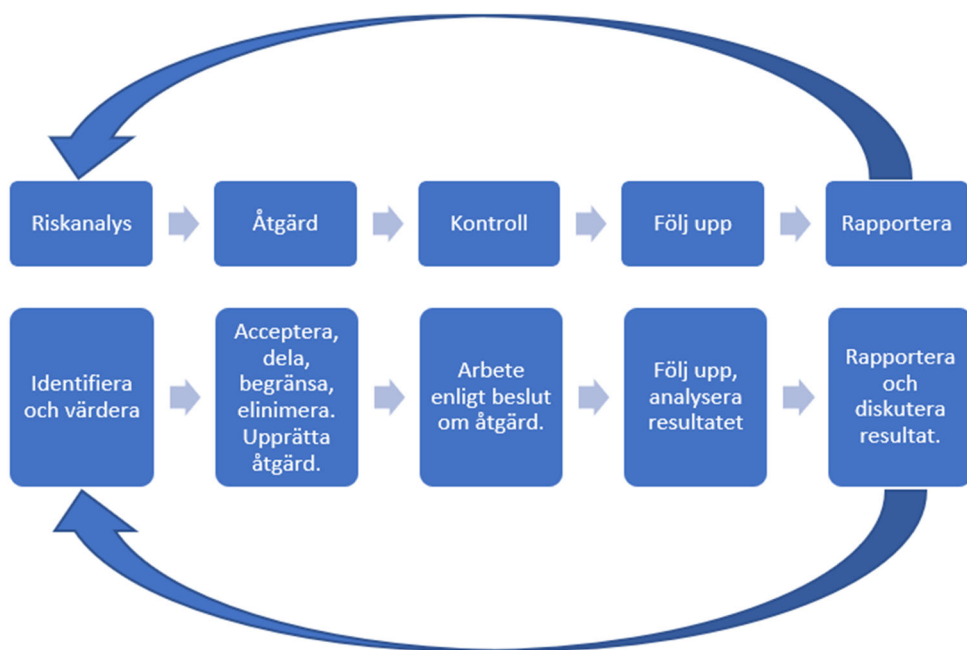 Riskanalys
Åtgärd
Kontroll
Följ upp
Rapportera
Identifiera
och värdera
Acceptera,
dela,
begränsa,
elinimera.
Upprätta
åtgärd.
Arbete
enligt beslut
om åtgärd.
Följ upp,
analysera
resultatet
Rapportera
och
diskutera
resultat.